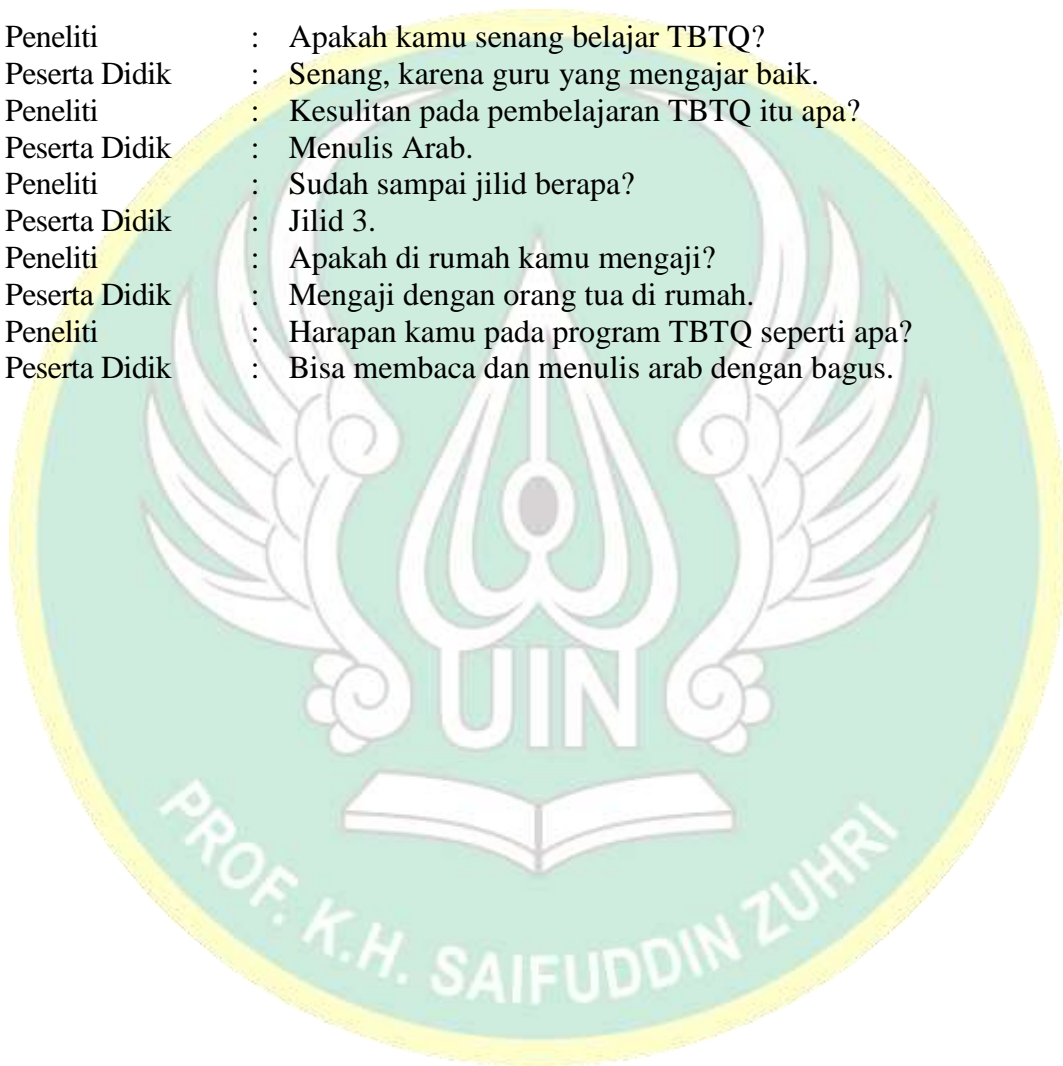 Peneliti : Apakah kamu senang belajar TBTQ?
Peserta Didik : Senang, karena guru yang mengajar baik.
Peneliti : Kesulitan pada pembelajaran TBTQ itu apa?
Peserta Didik : Menulis Arab.
Peneliti : Sudah sampai jilid berapa?
Peserta Didik : Jilid 3.
Peneliti : Apakah di rumah kamu mengaji?
Peserta Didik : Mengaji dengan orang tua di rumah.
Peneliti : Harapan kamu pada program TBTQ seperti apa?
Peserta Didik : Bisa membaca dan menulis arab dengan bagus.
UIN
PROF. K.H. SAIFUDDIN ZUHRI